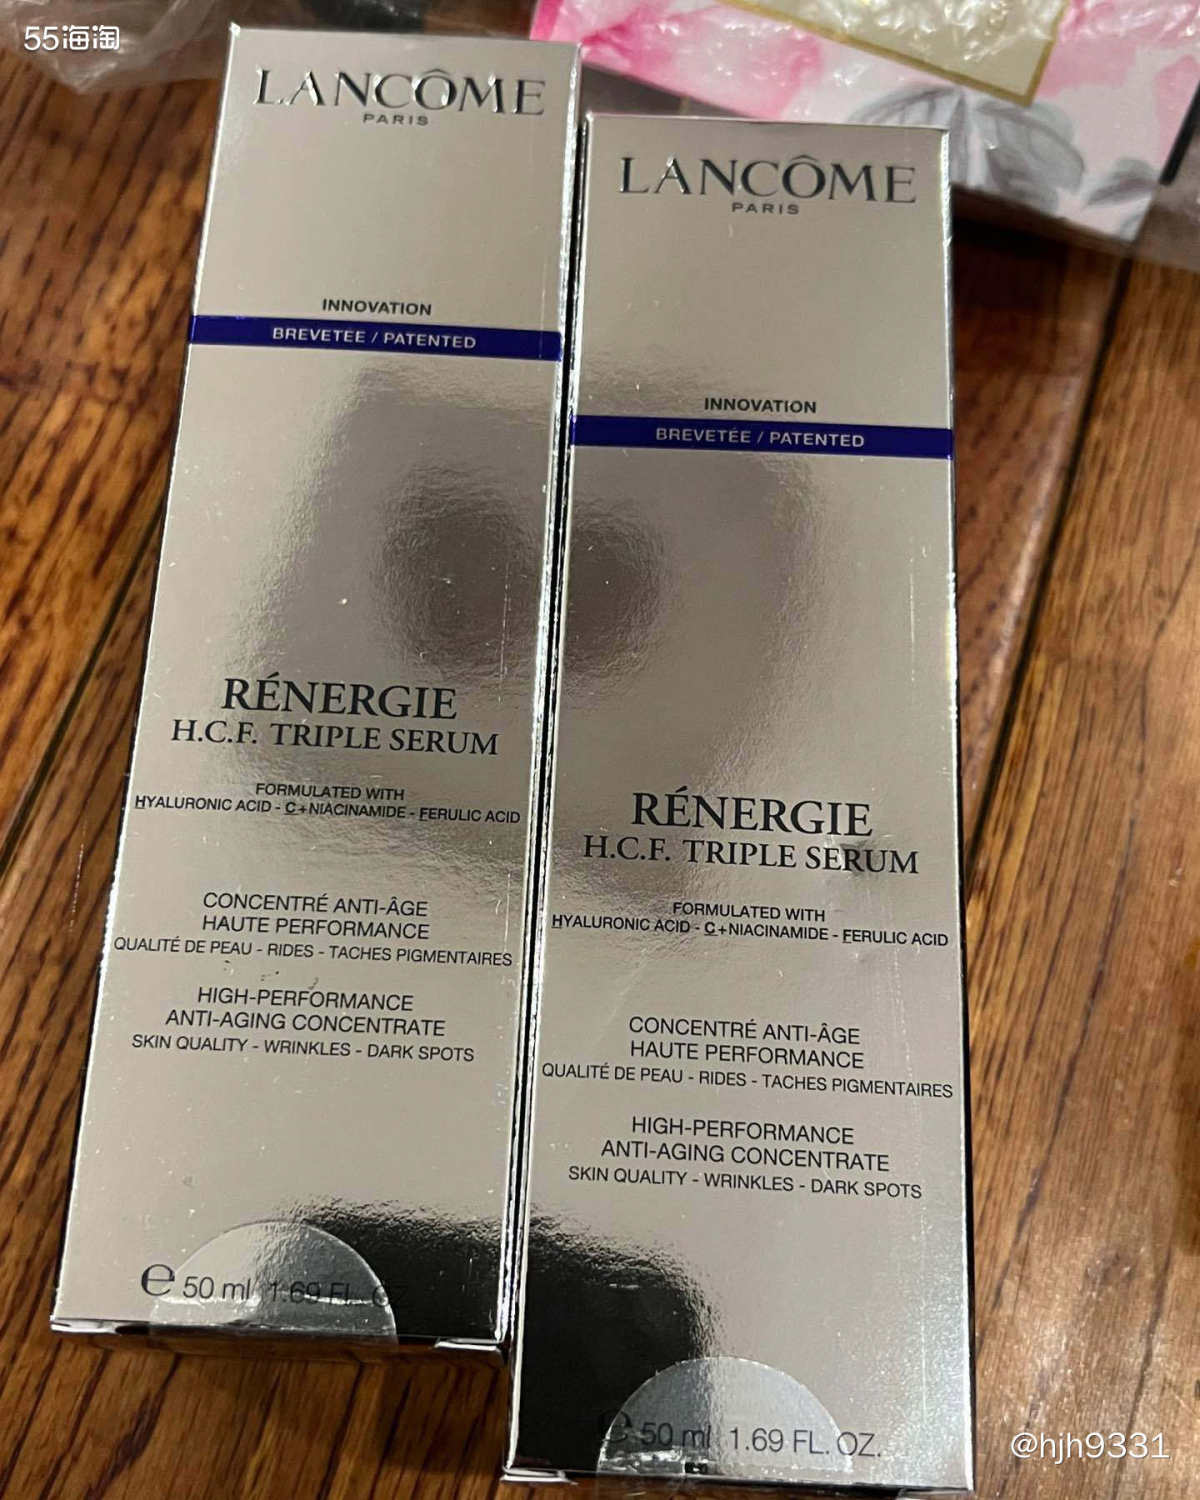 55海淘
LANCÔME
PARIS
INNOVATION
BREVETEE / PATENTED
RÉNERGIE
H.C.F. TRIPLE SERUM
FORMULATED WITH
HYALURONIC ACID - C+NIACINAMIDE - FERULIC ACID
CONCENTRÉ ANTI-ÂGE
HAUTE PERFORMANCE
QUALITÉ DE PEAU - RIDES - TACHES PIGMENTAIRES
HIGH-PERFORMANCE
ANTI-AGING CONCENTRATE
SKIN QUALITY - WRINKLES - DARK SPOTS
e 50 ml 1.69 FL. OZ
LANCÔME
PARIS
INNOVATION
BREVETÉE / PATENTED
RÉNERGIE
H.C.F. TRIPLE SERUM
FORMULATED WITH
HYALURONIC ACID - C+NIACINAMIDE - FERULIC ACID
CONCENTRÉ ANTI-ÂGE
HAUTE PERFORMANCE
QUALITÉ DE PEAU - RIDES - TACHES PIGMENTAIRES
HIGH-PERFORMANCE
ANTI-AGING CONCENTRATE
SKIN QUALITY - WRINKLES - DARK SPOTS
e 50 ml 1.69 FL. OZ.
@hjh9331